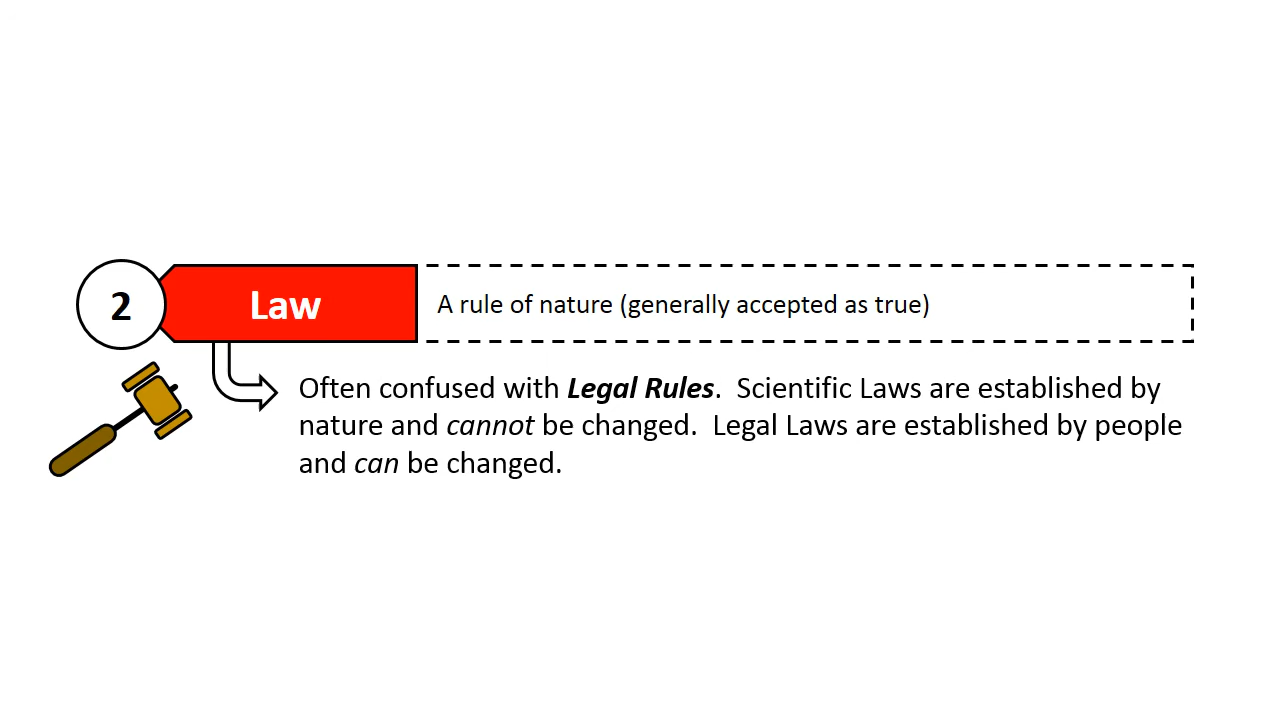 2
Law
A rule of nature (generally accepted as true)
Often confused with Legal Rules.  Scientific Laws are established by
nature and cannot be changed.  Legal Laws are established by people
and can be changed.